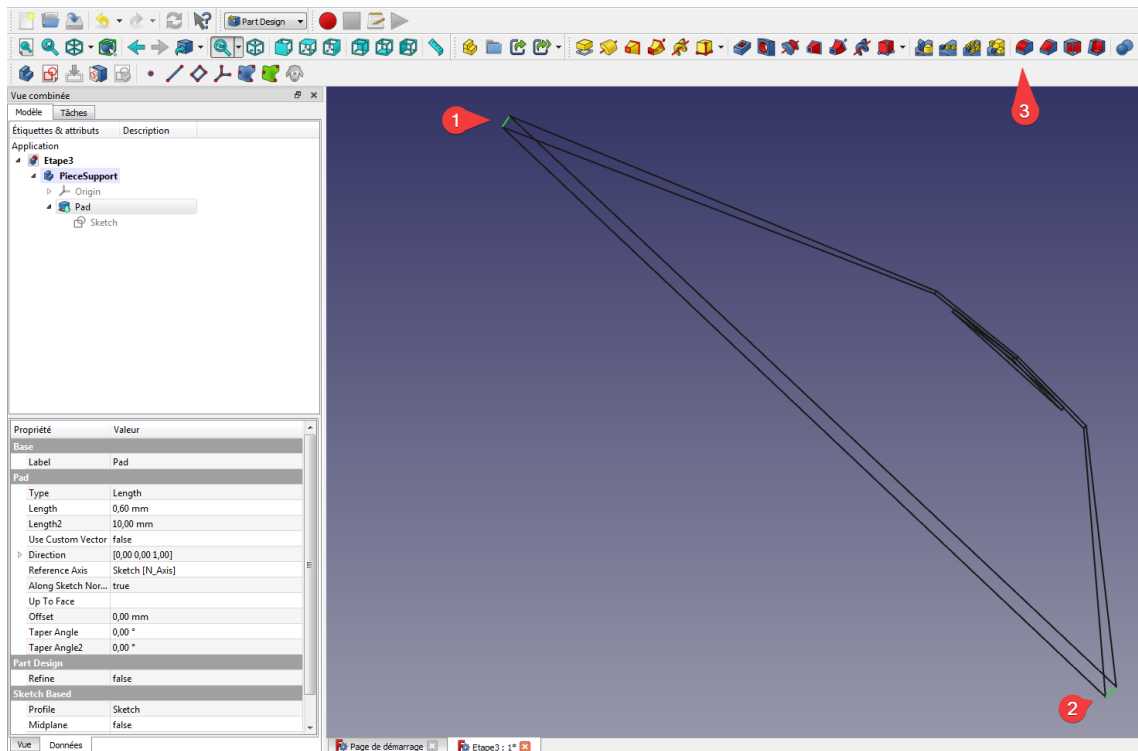 Part Design
Vue combinée
Modèle Tâches
Étiquettes & attributs Description
Application
Etape3
PieceSupport
Origin
Pad
Sketch
Propriété Valeur
Base
Label Pad
Pad
Type Length
Length 0,60 mm
Length2 10,00 mm
Use Custom Vector false
Direction [0,00 0,00 1,00]
Reference Axis Sketch [N_Axis]
Along Sketch Nor... true
Up To Face
Offset 0,00 mm
Taper Angle 0,00 °
Taper Angle2 0,00 °
Part Design
Refine false
Sketch Based
Profile Sketch
Midplane false
Vue Données
Page de démarrage Etape3 : 1*
1
2
3